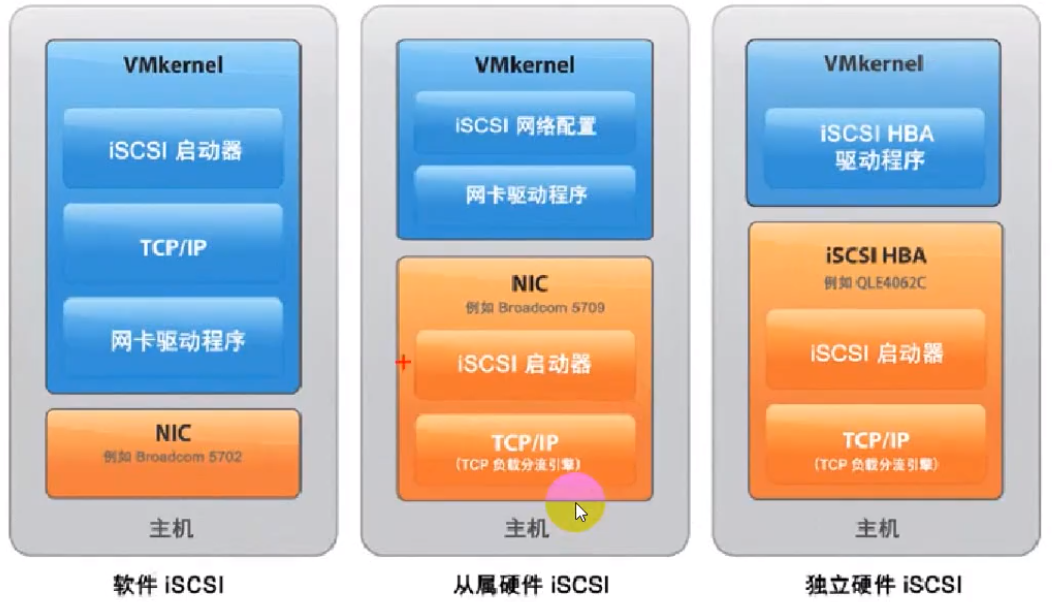 VMkernel
iSCSI 启动器
TCP/IP
网卡驱动程序
NIC
例如 Broadcom 5702
主机
软件 iSCSI
VMkernel
iSCSI 网络配置
网卡驱动程序
NIC
例如 Broadcom 5709
iSCSI 启动器
TCP/IP
(TCP 负载分流引擎)
主机
从属硬件 iSCSI
VMkernel
iSCSI HBA
驱动程序
iSCSI HBA
例如 QLE4062C
iSCSI 启动器
TCP/IP
(TCP 负载分流引擎)
主机
独立硬件 iSCSI